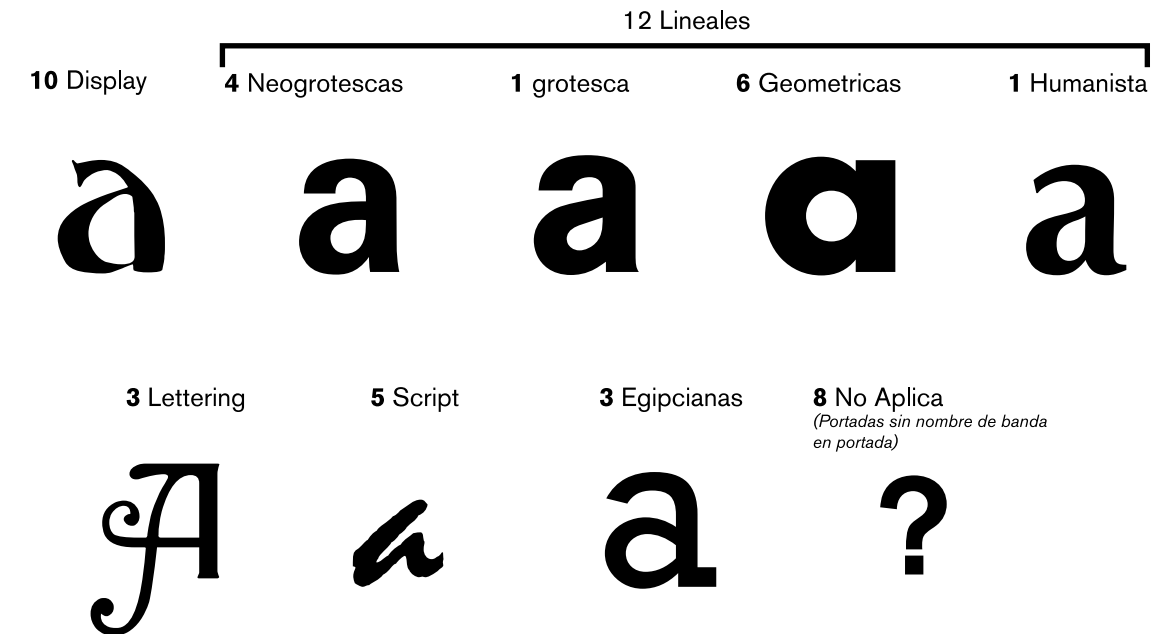 12 Lineales
10 Display
4 Neogrotescas
1 grotesca
6 Geometricas
1 Humanista
a
a
a
a
a
3 Lettering
5 Script
3 Egipcianas
8 No Aplica
(Portadas sin nombre de banda
en portada)
A
a
a
?